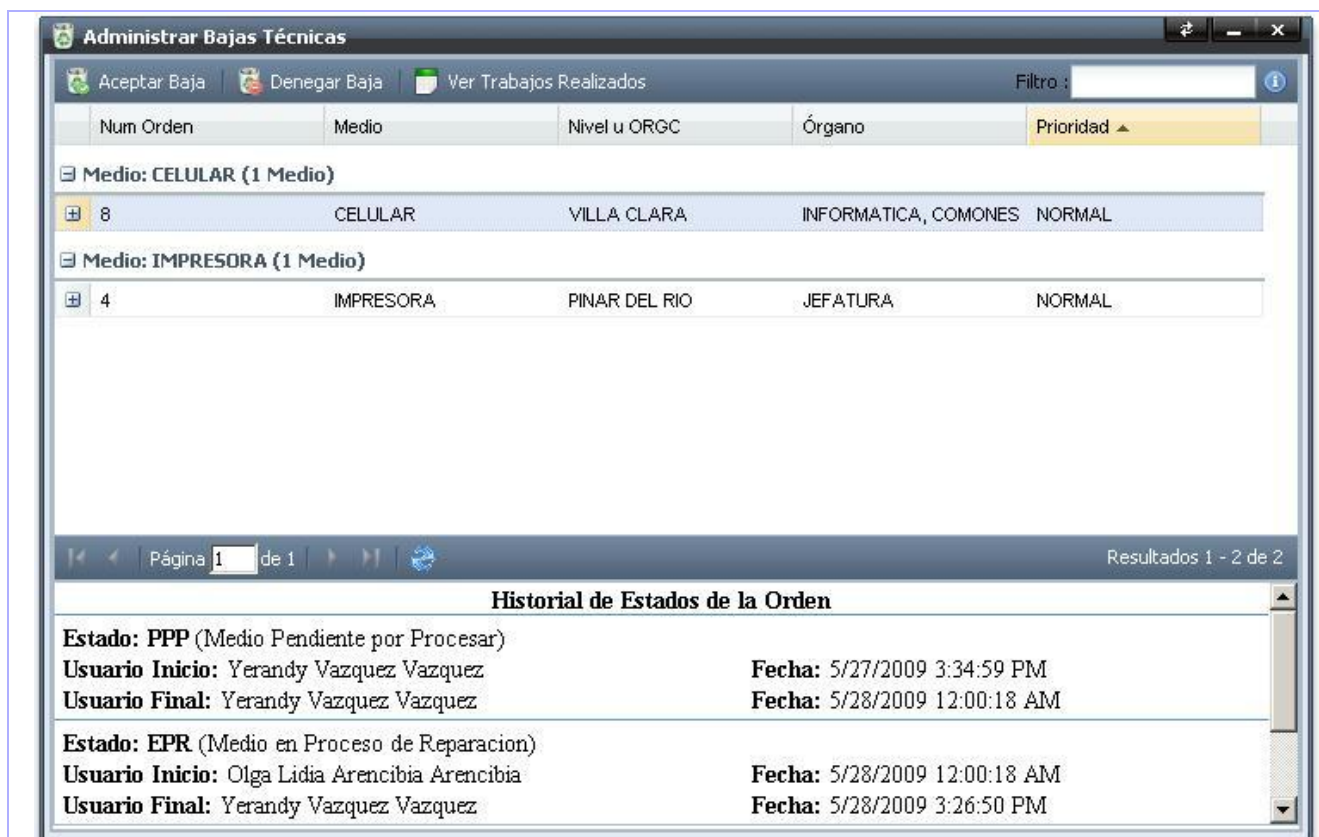 Administrar Bajas Técnicas
Aceptar Baja Denegar Baja Ver Trabajos Realizados Filtro :
Num Orden Medio Nivel u ORGC Órgano Prioridad
Medio: CELULAR (1 Medio)
8 CELULAR VILLA CLARA INFORMATICA, COMONES NORMAL
Medio: IMPRESORA (1 Medio)
4 IMPRESORA PINAR DEL RIO JEFATURA NORMAL
Página 1 de 1 Resultados 1 - 2 de 2
Historial de Estados de la Orden
Estado: PPP (Medio Pendiente por Procesar)
Usuario Inicio: Yerandy Vazquez Vazquez Fecha: 5/27/2009 3:34:59 PM
Usuario Final: Yerandy Vazquez Vazquez Fecha: 5/28/2009 12:00:18 AM
Estado: EPR (Medio en Proceso de Reparacion)
Usuario Inicio: Olga Lidia Arencibia Arencibia Fecha: 5/28/2009 12:00:18 AM
Usuario Final: Yerandy Vazquez Vazquez Fecha: 5/28/2009 3:26:50 PM